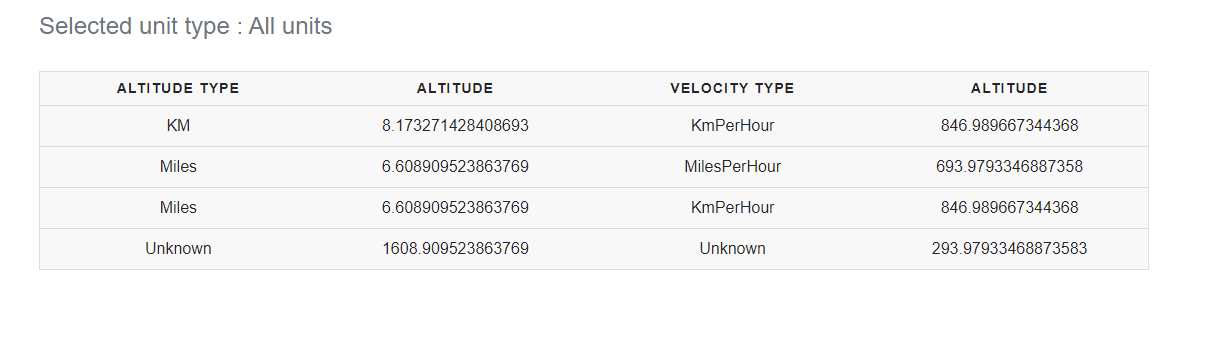 Selected unit type : All units
ALTITUDE TYPE ALTITUDE VELOCITY TYPE ALTITUDE
KM 8.173271428408693 KmPerHour 846.989667344368
Miles 6.608909523863769 MilesPerHour 693.9793346887358
Miles 6.608909523863769 KmPerHour 846.989667344368
Unknown 1608.909523863769 Unknown 293.97933468873583